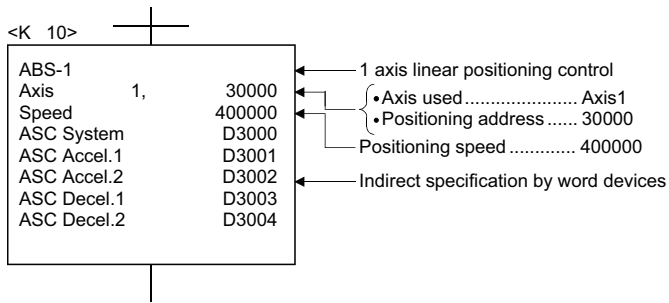 <K 10>
ABS-1
Axis 1, 30000
Speed 400000
ASC System D3000
ASC Accel.1 D3001
ASC Accel.2 D3002
ASC Decel.1 D3003
ASC Decel.2 D3004
1 axis linear positioning control
•Axis used...................... Axis1
•Positioning address...... 30000
Positioning speed............. 400000
Indirect specification by word devices